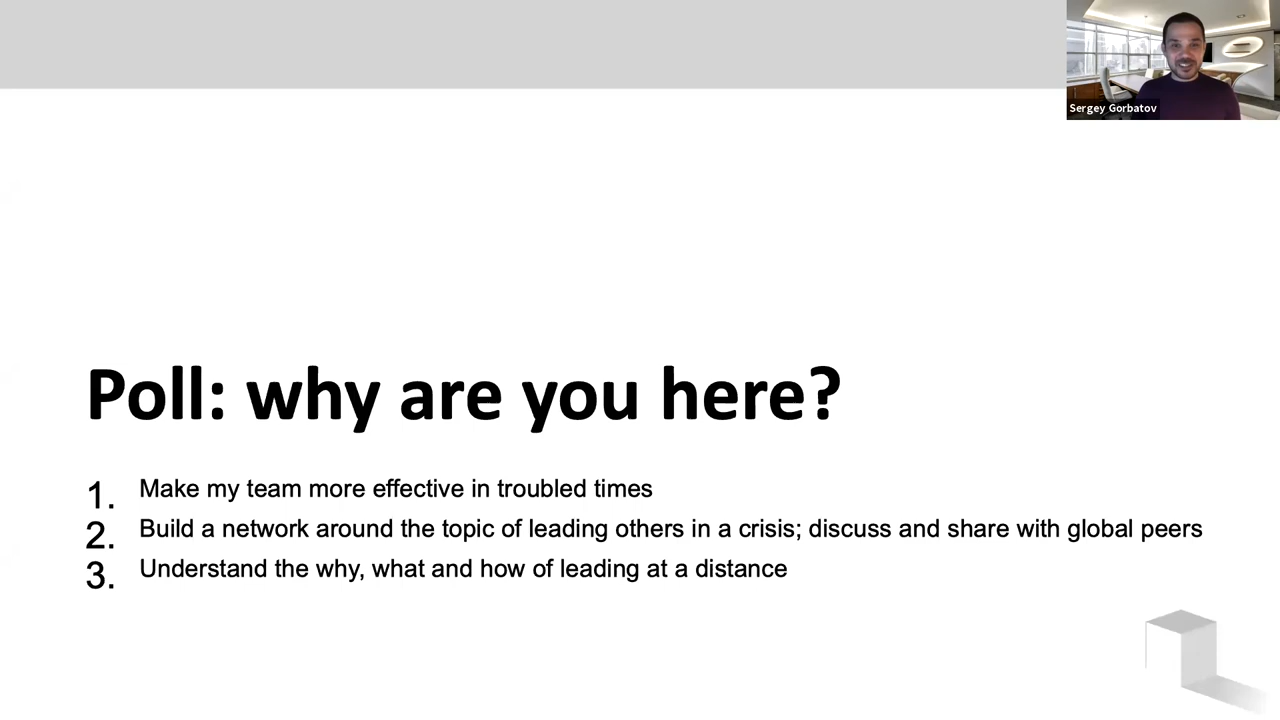 Sergey Gorbatov
Poll: why are you here?
1. Make my team more effective in troubled times
2. Build a network around the topic of leading others in a crisis; discuss and share with global peers
3. Understand the why, what and how of leading at a distance